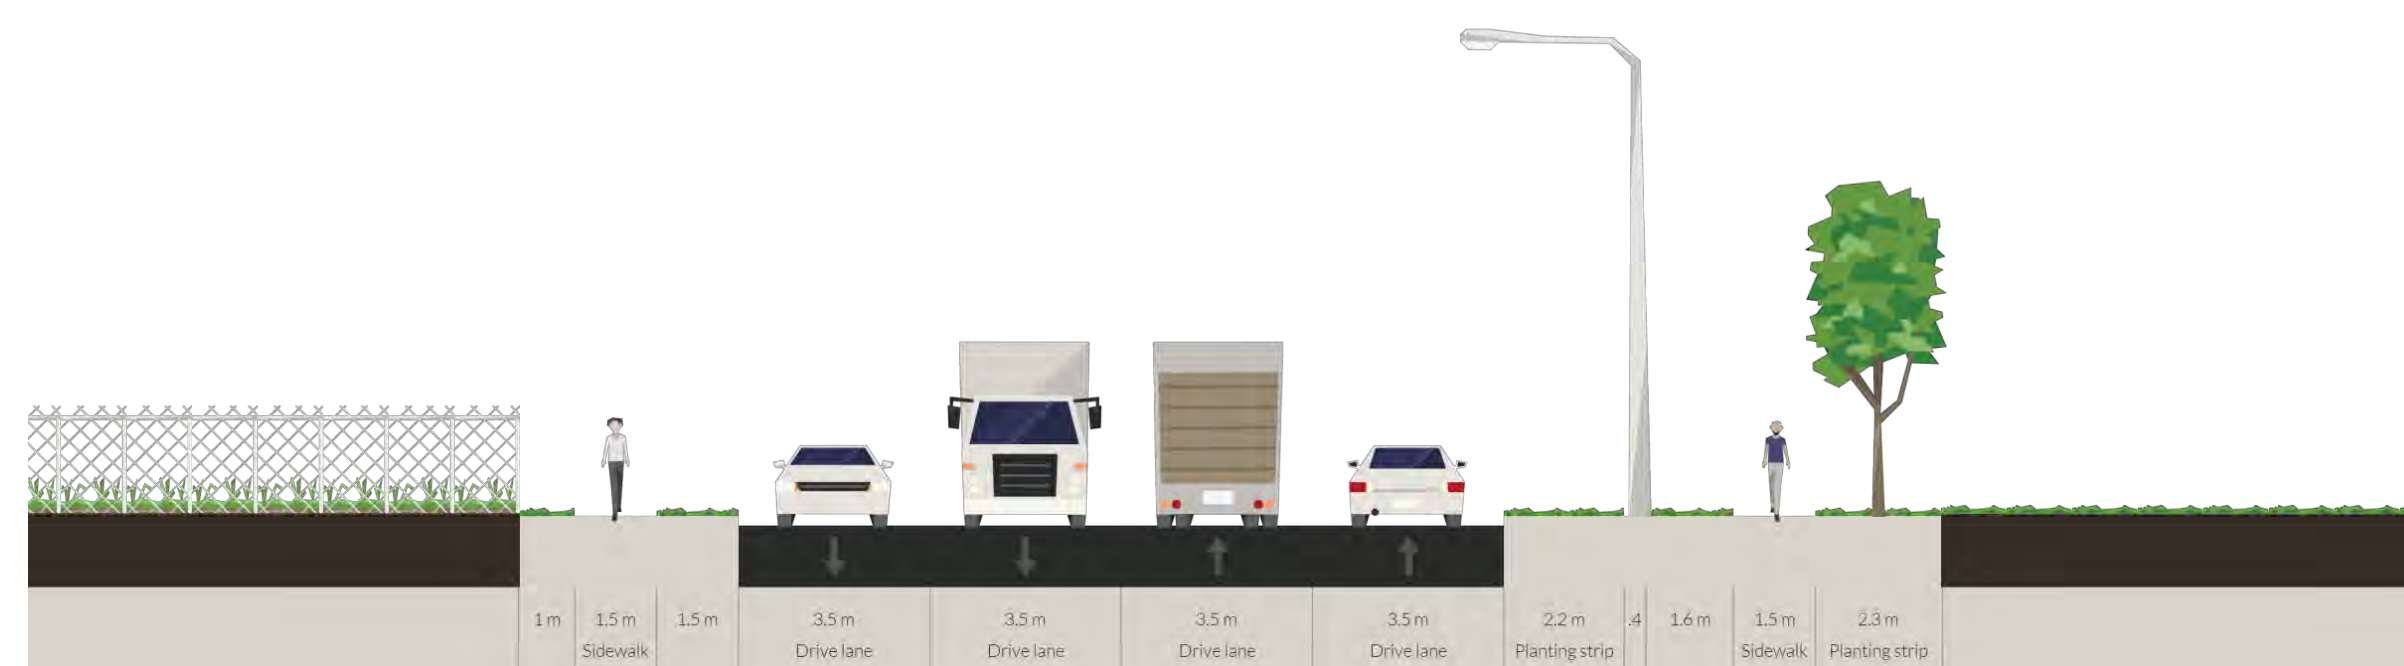 1 m 1.5 m 1.5 m 3.5 m 3.5 m 3.5 m 3.5 m 2.2 m .4 1.6 m 1.5 m 2.3 m
Sidewalk Drive lane Drive lane Drive lane Drive lane Planting strip Sidewalk Planting strip